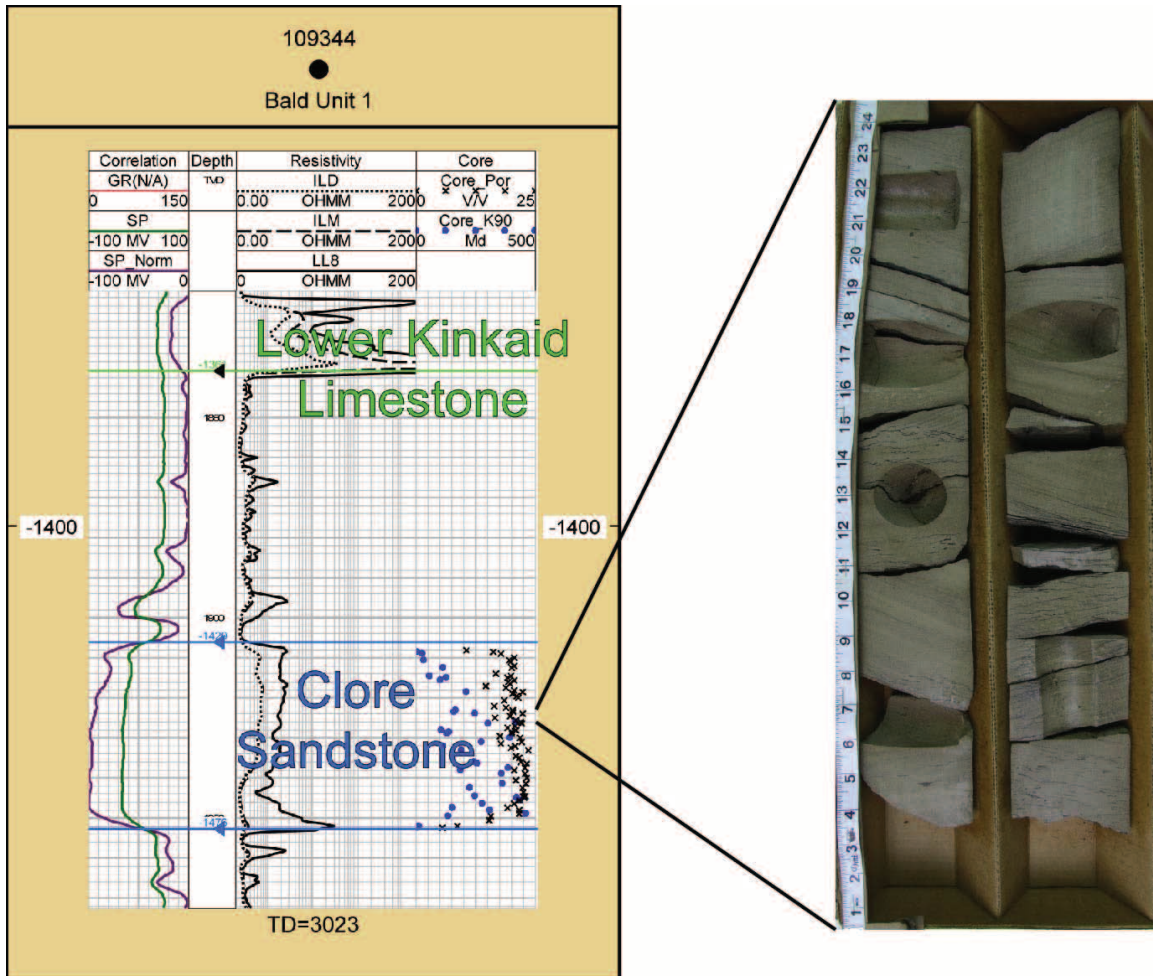 109344
Bald Unit 1
Correlation Depth Resistivity Core
GR(N/A) TVD ILD Core_Por
0 150 0.00 OHMM 2000 V/V 25
SP ILM Core_K90
-100 MV 100 0.00 OHMM 2000 Md 500
SP_Norm LL8
-100 MV 0 0 OHMM 200
Lower Kinkaid
Limestone
1850
-1400 -1400
1900
-1429
Clore
Sandstone
-1475
TD=3023
24
23
22
21
20
19
18
17
16
15
14
13
12
11
10
9
8
7
6
5
4
3
2
1